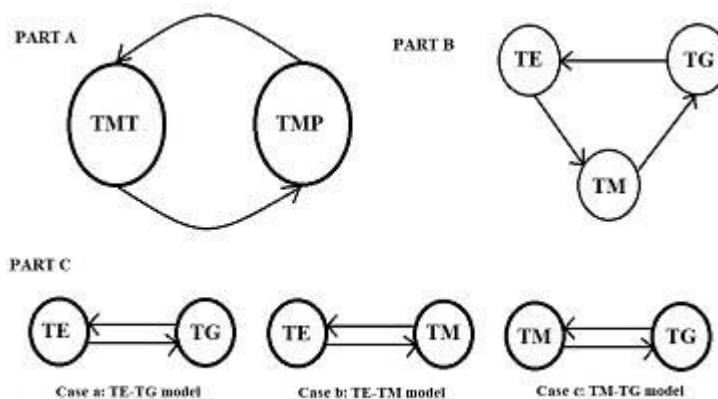 PART A
TMT
TMP
PART B
TE
TG
TM
PART C
TE
TG
TE
TM
TM
TG
Case a: TE-TG model
Case b: TE-TM model
Case c: TM-TG model